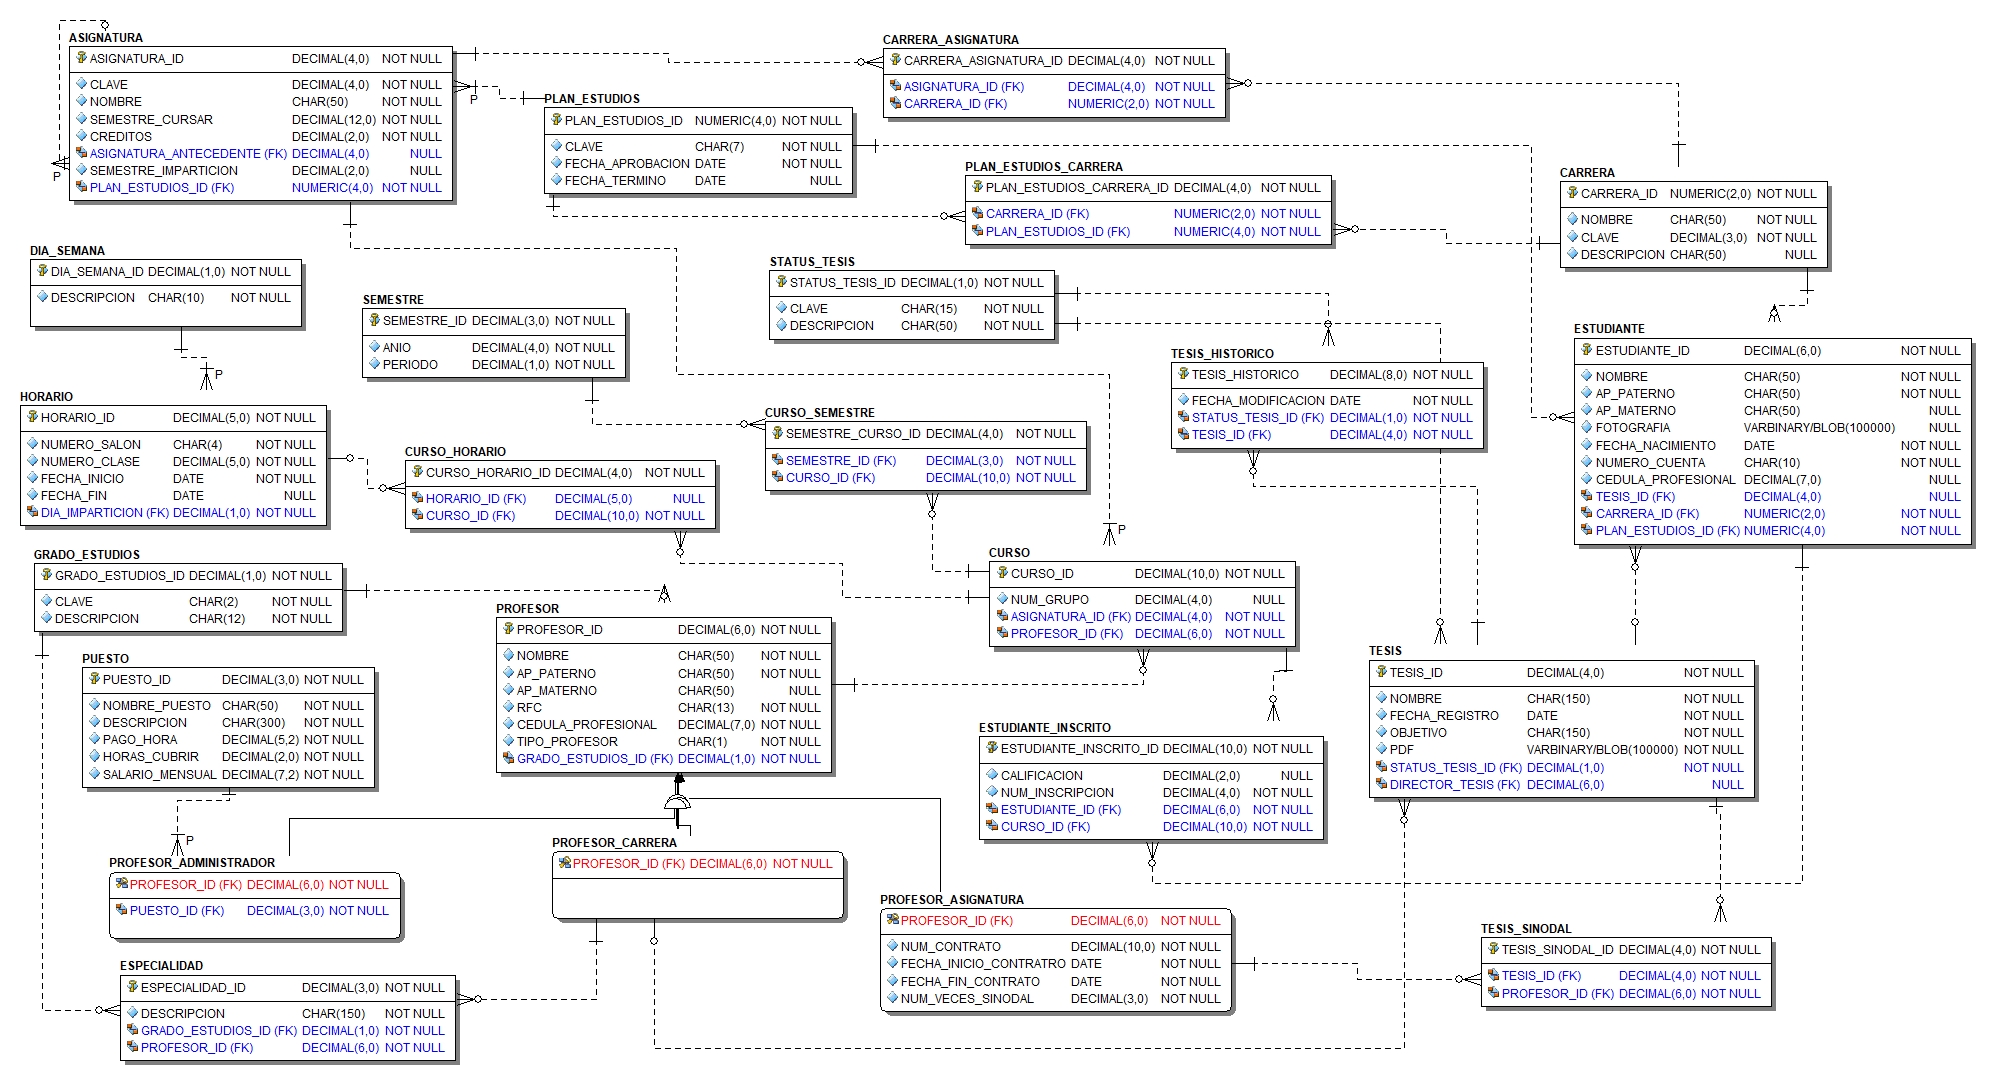 ASIGNATURA
ASIGNATURA_ID DECIMAL(4,0) NOT NULL
CLAVE DECIMAL(4,0) NOT NULL
NOMBRE CHAR(50) NOT NULL
SEMESTRE_CURSAR DECIMAL(12,0) NOT NULL
CREDITOS DECIMAL(2,0) NOT NULL
ASIGNATURA_ANTECEDENTE (FK) DECIMAL(4,0) NULL
SEMESTRE_IMPARTICION DECIMAL(2,0) NULL
PLAN_ESTUDIOS_ID (FK) NUMERIC(4,0) NOT NULL
P
P
PLAN_ESTUDIOS
PLAN_ESTUDIOS_ID NUMERIC(4,0) NOT NULL
CLAVE CHAR(7) NOT NULL
FECHA_APROBACION DATE NOT NULL
FECHA_TERMINO DATE NULL
CARRERA_ASIGNATURA
CARRERA_ASIGNATURA_ID DECIMAL(4,0) NOT NULL
ASIGNATURA_ID (FK) DECIMAL(4,0) NOT NULL
CARRERA_ID (FK) NUMERIC(2,0) NOT NULL
PLAN_ESTUDIOS_CARRERA
PLAN_ESTUDIOS_CARRERA_ID DECIMAL(4,0) NOT NULL
CARRERA_ID (FK) NUMERIC(2,0) NOT NULL
PLAN_ESTUDIOS_ID (FK) NUMERIC(4,0) NOT NULL
CARRERA
CARRERA_ID NUMERIC(2,0) NOT NULL
NOMBRE CHAR(50) NOT NULL
CLAVE DECIMAL(3,0) NOT NULL
DESCRIPCION CHAR(50) NULL
DIA_SEMANA
DIA_SEMANA_ID DECIMAL(1,0) NOT NULL
DESCRIPCION CHAR(10) NOT NULL
P
SEMESTRE
SEMESTRE_ID DECIMAL(3,0) NOT NULL
ANIO DECIMAL(4,0) NOT NULL
PERIODO DECIMAL(1,0) NOT NULL
STATUS_TESIS
STATUS_TESIS_ID DECIMAL(1,0) NOT NULL
CLAVE CHAR(15) NOT NULL
DESCRIPCION CHAR(50) NOT NULL
TESIS_HISTORICO
TESIS_HISTORICO DECIMAL(8,0) NOT NULL
FECHA_MODIFICACION DATE NOT NULL
STATUS_TESIS_ID (FK) DECIMAL(1,0) NOT NULL
TESIS_ID (FK) DECIMAL(4,0) NOT NULL
ESTUDIANTE
ESTUDIANTE_ID DECIMAL(6,0) NOT NULL
NOMBRE CHAR(50) NOT NULL
AP_PATERNO CHAR(50) NOT NULL
AP_MATERNO CHAR(50) NULL
FOTOGRAFIA VARBINARY/BLOB(100000) NULL
FECHA_NACIMIENTO DATE NOT NULL
NUMERO_CUENTA CHAR(10) NOT NULL
CEDULA_PROFESIONAL DECIMAL(7,0) NULL
TESIS_ID (FK) DECIMAL(4,0) NULL
CARRERA_ID (FK) NUMERIC(2,0) NOT NULL
PLAN_ESTUDIOS_ID (FK) NUMERIC(4,0) NOT NULL
HORARIO
HORARIO_ID DECIMAL(5,0) NOT NULL
NUMERO_SALON CHAR(4) NOT NULL
NUMERO_CLASE DECIMAL(5,0) NOT NULL
FECHA_INICIO DATE NOT NULL
FECHA_FIN DATE NULL
DIA_IMPARTICION (FK) DECIMAL(1,0) NOT NULL
CURSO_HORARIO
CURSO_HORARIO_ID DECIMAL(4,0) NOT NULL
HORARIO_ID (FK) DECIMAL(5,0) NULL
CURSO_ID (FK) DECIMAL(10,0) NOT NULL
CURSO_SEMESTRE
SEMESTRE_CURSO_ID DECIMAL(4,0) NOT NULL
SEMESTRE_ID (FK) DECIMAL(3,0) NOT NULL
CURSO_ID (FK) DECIMAL(10,0) NOT NULL
P
CURSO
CURSO_ID DECIMAL(10,0) NOT NULL
NUM_GRUPO DECIMAL(4,0) NULL
ASIGNATURA_ID (FK) DECIMAL(4,0) NOT NULL
PROFESOR_ID (FK) DECIMAL(6,0) NOT NULL
GRADO_ESTUDIOS
GRADO_ESTUDIOS_ID DECIMAL(1,0) NOT NULL
CLAVE CHAR(2) NOT NULL
DESCRIPCION CHAR(12) NOT NULL
PROFESOR
PROFESOR_ID DECIMAL(6,0) NOT NULL
NOMBRE CHAR(50) NOT NULL
AP_PATERNO CHAR(50) NOT NULL
AP_MATERNO CHAR(50) NULL
RFC CHAR(13) NOT NULL
CEDULA_PROFESIONAL DECIMAL(7,0) NOT NULL
TIPO_PROFESOR CHAR(1) NOT NULL
GRADO_ESTUDIOS_ID (FK) DECIMAL(1,0) NOT NULL
PUESTO
PUESTO_ID DECIMAL(3,0) NOT NULL
NOMBRE_PUESTO CHAR(50) NOT NULL
DESCRIPCION CHAR(300) NOT NULL
PAGO_HORA DECIMAL(5,2) NOT NULL
HORAS_CUBRIR DECIMAL(2,0) NOT NULL
SALARIO_MENSUAL DECIMAL(7,2) NOT NULL
P
TESIS
TESIS_ID DECIMAL(4,0) NOT NULL
NOMBRE CHAR(150) NOT NULL
FECHA_REGISTRO DATE NOT NULL
OBJETIVO CHAR(150) NOT NULL
PDF VARBINARY/BLOB(100000) NOT NULL
STATUS_TESIS_ID (FK) DECIMAL(1,0) NOT NULL
DIRECTOR_TESIS (FK) DECIMAL(6,0) NULL
ESTUDIANTE_INSCRITO
ESTUDIANTE_INSCRITO_ID DECIMAL(10,0) NOT NULL
CALIFICACION DECIMAL(2,0) NULL
NUM_INSCRIPCION DECIMAL(4,0) NOT NULL
ESTUDIANTE_ID (FK) DECIMAL(6,0) NOT NULL
CURSO_ID (FK) DECIMAL(10,0) NOT NULL
PROFESOR_ADMINISTRADOR
PROFESOR_ID (FK) DECIMAL(6,0) NOT NULL
PUESTO_ID (FK) DECIMAL(3,0) NOT NULL
PROFESOR_CARRERA
PROFESOR_ID (FK) DECIMAL(6,0) NOT NULL
PROFESOR_ASIGNATURA
PROFESOR_ID (FK) DECIMAL(6,0) NOT NULL
NUM_CONTRATO DECIMAL(10,0) NOT NULL
FECHA_INICIO_CONTRATRO DATE NOT NULL
FECHA_FIN_CONTRATO DATE NOT NULL
NUM_VECES_SINODAL DECIMAL(3,0) NOT NULL
TESIS_SINODAL
TESIS_SINODAL_ID DECIMAL(4,0) NOT NULL
TESIS_ID (FK) DECIMAL(4,0) NOT NULL
PROFESOR_ID (FK) DECIMAL(6,0) NOT NULL
ESPECIALIDAD
ESPECIALIDAD_ID DECIMAL(3,0) NOT NULL
DESCRIPCION CHAR(150) NOT NULL
GRADO_ESTUDIOS_ID (FK) DECIMAL(1,0) NOT NULL
PROFESOR_ID (FK) DECIMAL(6,0) NOT NULL